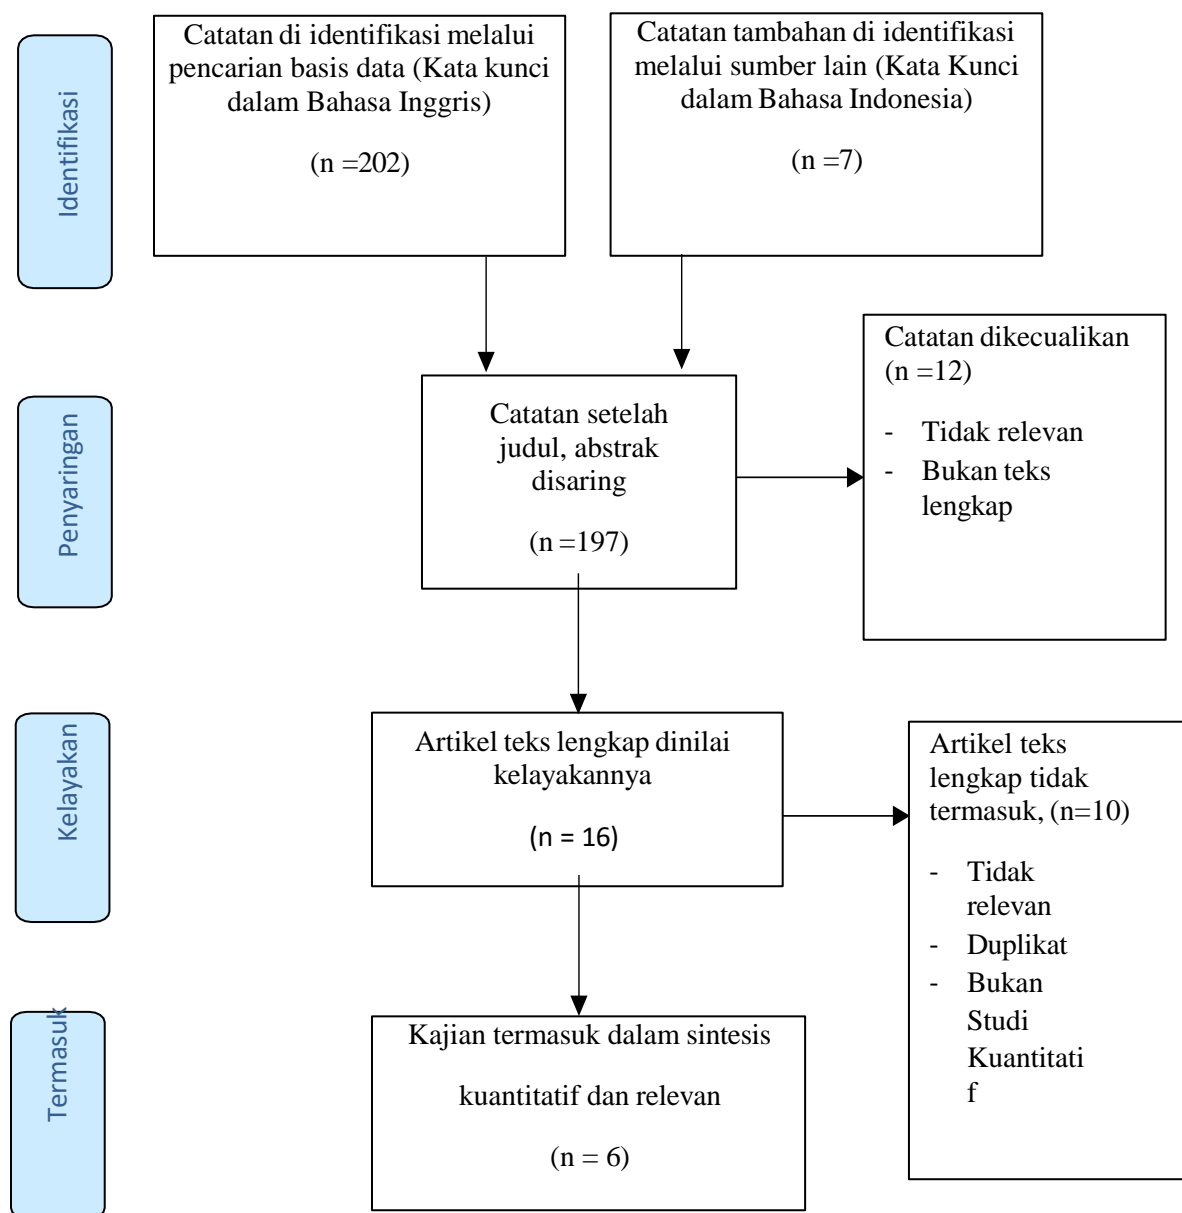 Identifikasi
Catatan di identifikasi melalui
pencarian basis data (Kata kunci
dalam Bahasa Inggris)
(n =202)
Catatan tambahan di identifikasi
melalui sumber lain (Kata Kunci
dalam Bahasa Indonesia)
(n =7)
Penyaringan
Catatan setelah
judul, abstrak
disaring
(n =197)
Catatan dikecualikan
(n =12)
- Tidak relevan
- Bukan teks
lengkap
Kelayakan
Artikel teks lengkap dinilai
kelayakannya
(n = 16)
Artikel teks
lengkap tidak
termasuk, (n=10)
- Tidak
relevan
- Duplikat
- Bukan
Studi
Kuantitati
f
Termasuk
Kajian termasuk dalam sintesis
kuantitatif dan relevan
(n = 6)